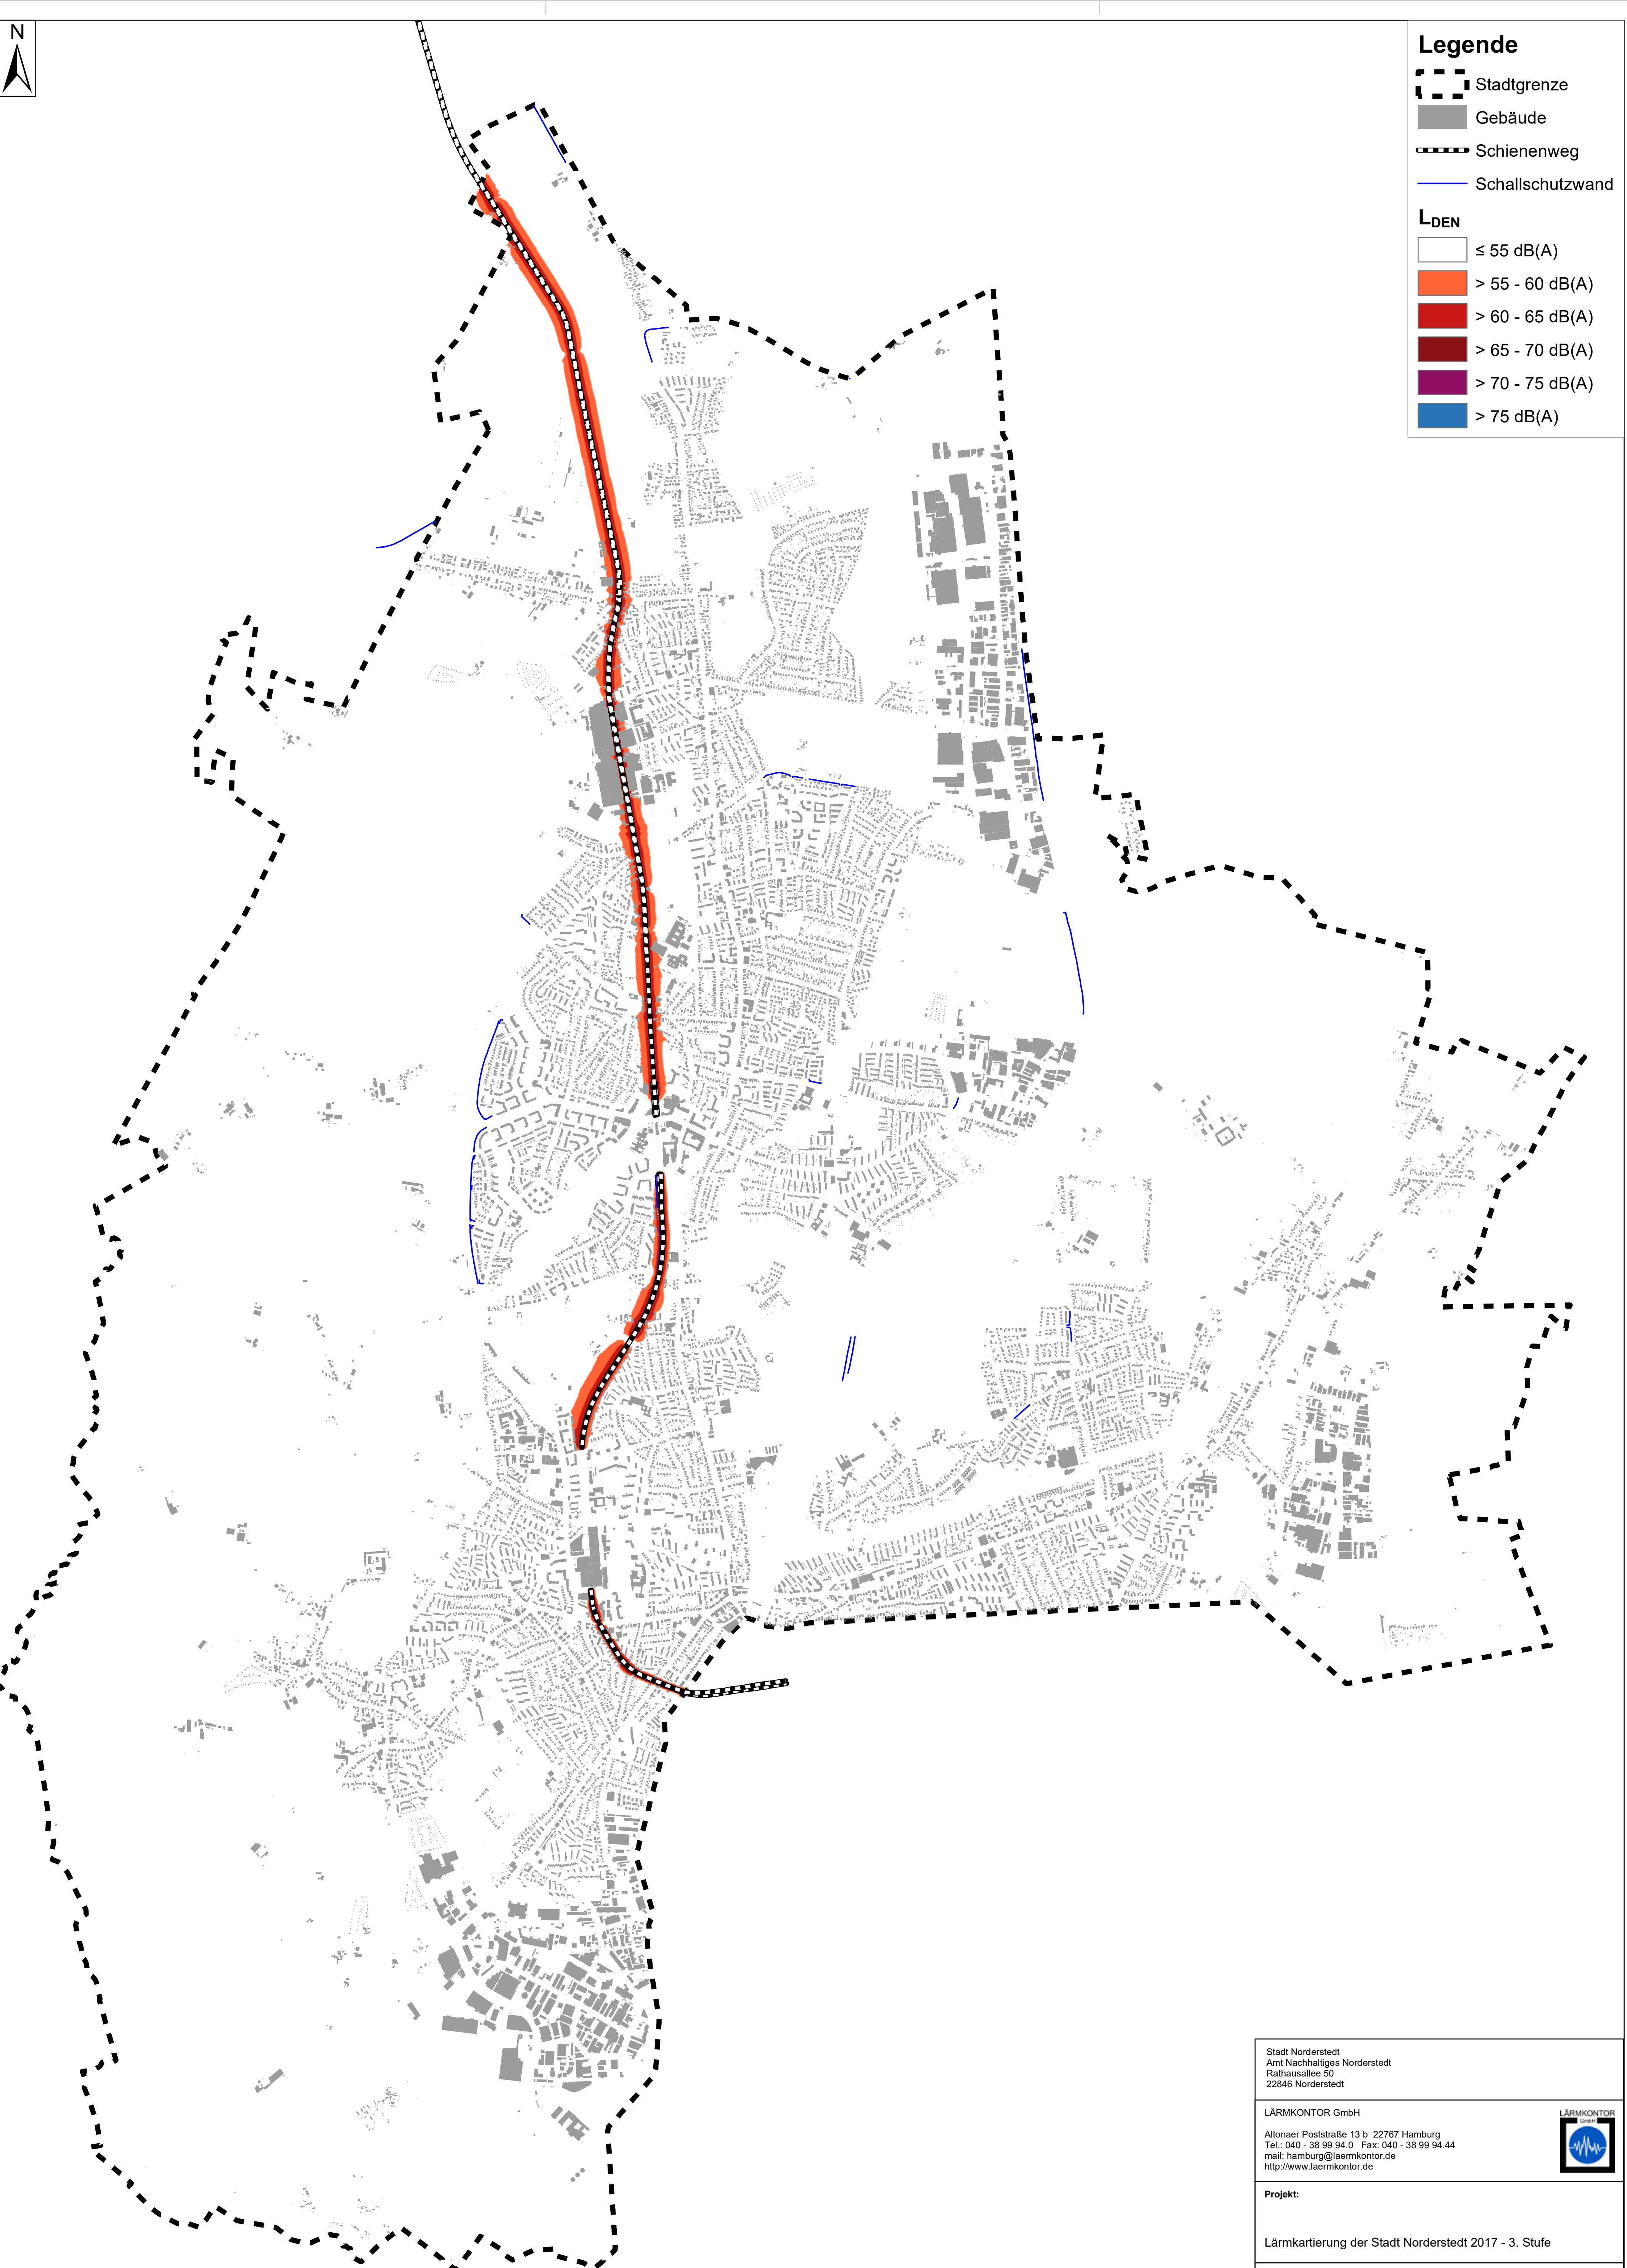 N
Legende
Stadtgrenze
Gebäude
Schienenweg
Schallschutzwand
LDEN
≤ 55 dB(A)
> 55 - 60 dB(A)
> 60 - 65 dB(A)
> 65 - 70 dB(A)
> 70 - 75 dB(A)
> 75 dB(A)
Stadt Norderstedt
Amt Nachhaltiges Norderstedt
Rathausallee 50
22846 Norderstedt
LÄRMKONTOR GmbH
Altonaer Poststraße 13 b 22767 Hamburg
Tel.: 040 - 38 99 94.0 Fax: 040 - 38 99 94.44
mail: hamburg@laermkontor.de
http://www.laermkontor.de
LÄRMKONTOR
GmbH
Projekt:
Lärmkartierung der Stadt Norderstedt 2017 - 3. Stufe